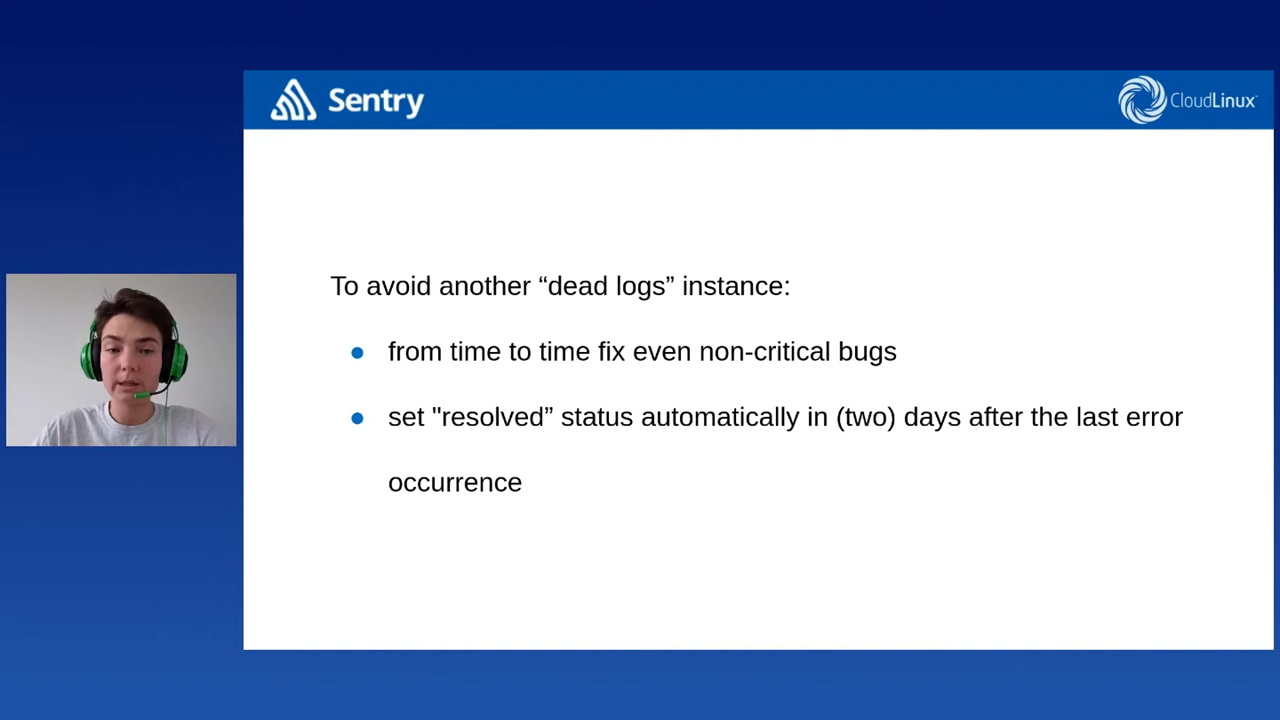 Sentry
CloudLinux
To avoid another “dead logs” instance:
● from time to time fix even non-critical bugs
● set "resolved” status automatically in (two) days after the last error
occurrence